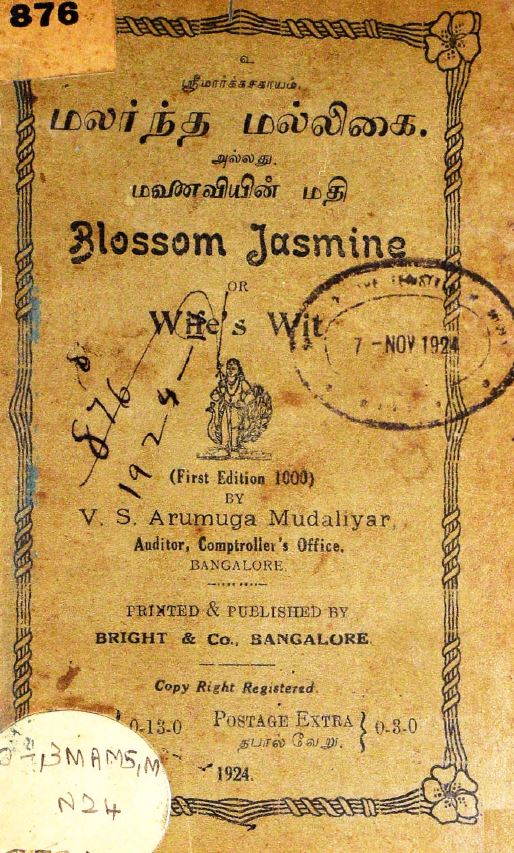 876
உ
ஸ்ரீமார்க்கசகாயம்.
மலர்ந்த மல்லிகை.
அல்லது.
மனைவியின் மதி
Blossom Jasmine
OR
Wife's Wit
7 - NOV 1924
876
1924
(First Edition 1000)
BY
V. S. Arumuga Mudaliyar,
Auditor, Comptroller's Office.
BANGALORE.
PRINTED & PUBLISHED BY
BRIGHT & Co., BANGALORE.
Copy Right Registered.
} 0-13-0 POSTAGE EXTRA } 0-3-0
தபால் வேறு.
1924.
N24